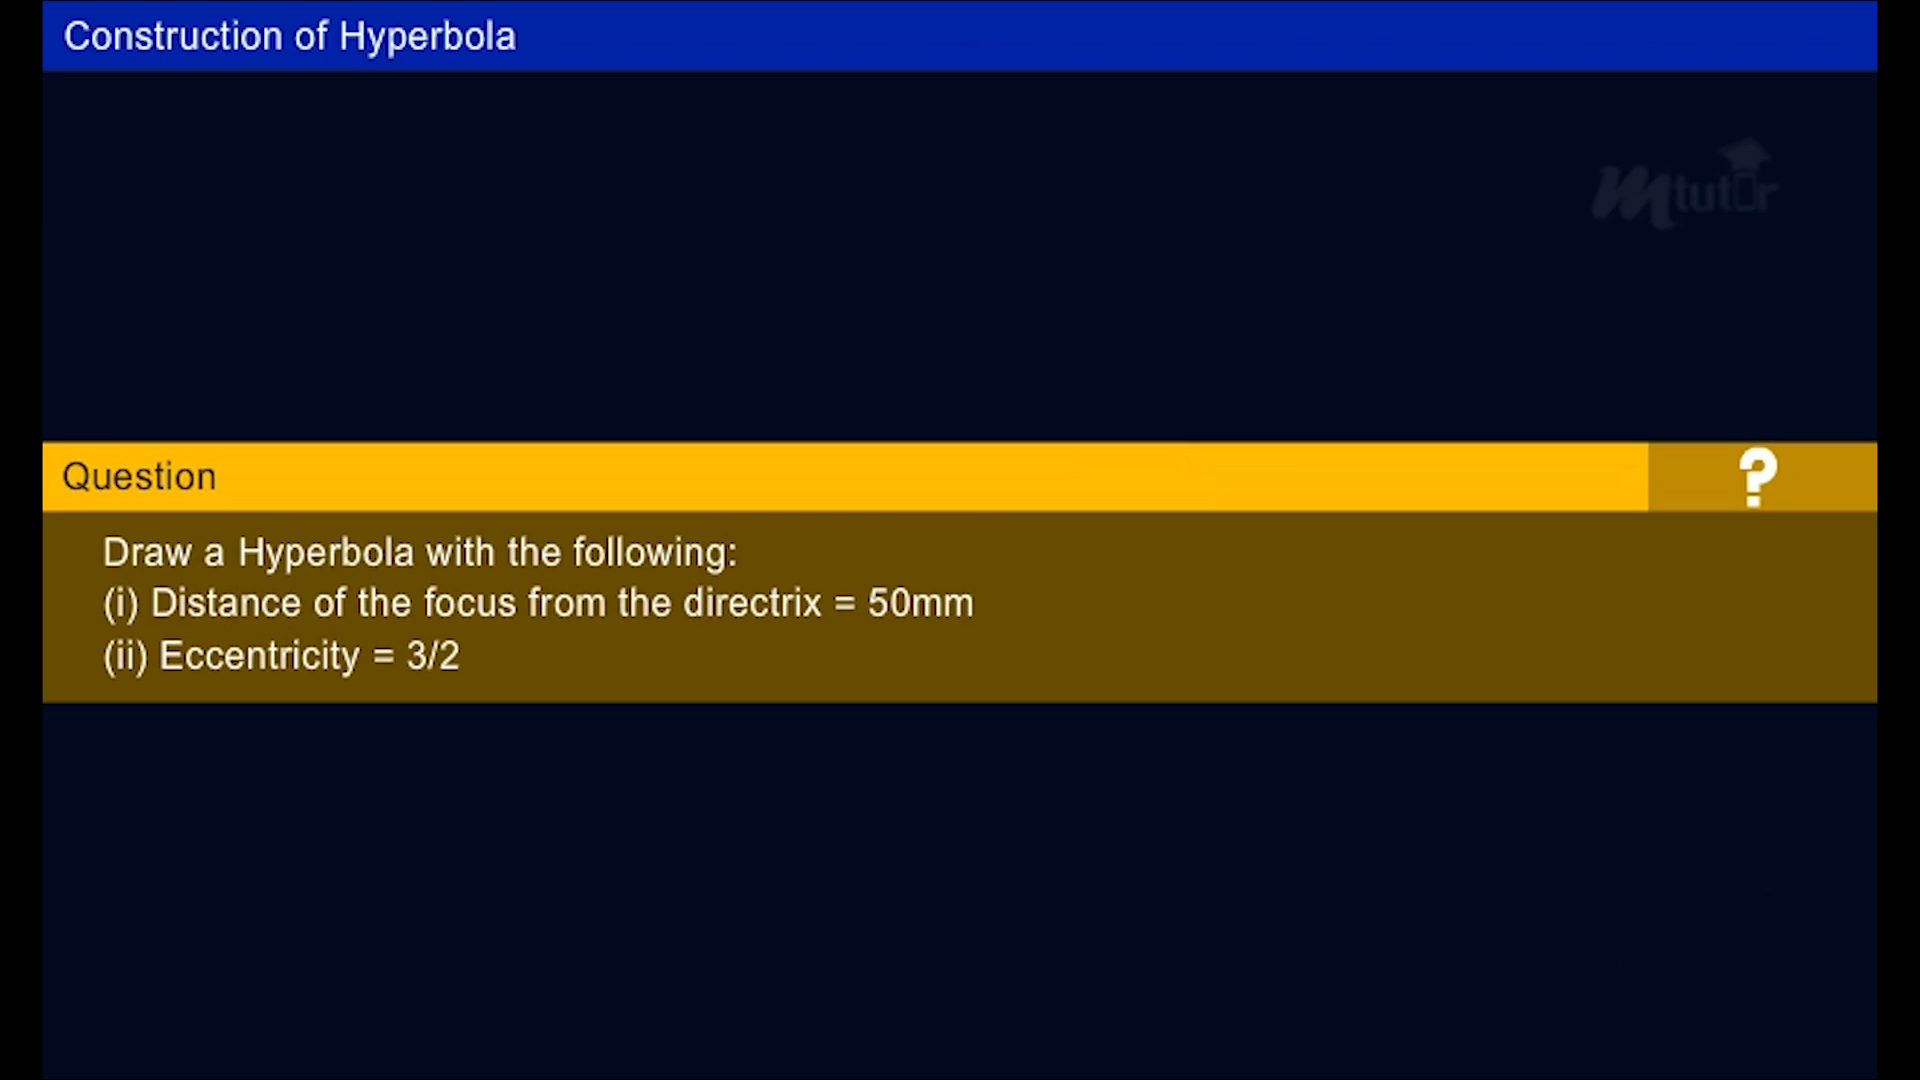 Construction of Hyperbola
Mtutor
Question
?
Draw a Hyperbola with the following:
(i) Distance of the focus from the directrix = 50mm
(ii) Eccentricity = 3/2